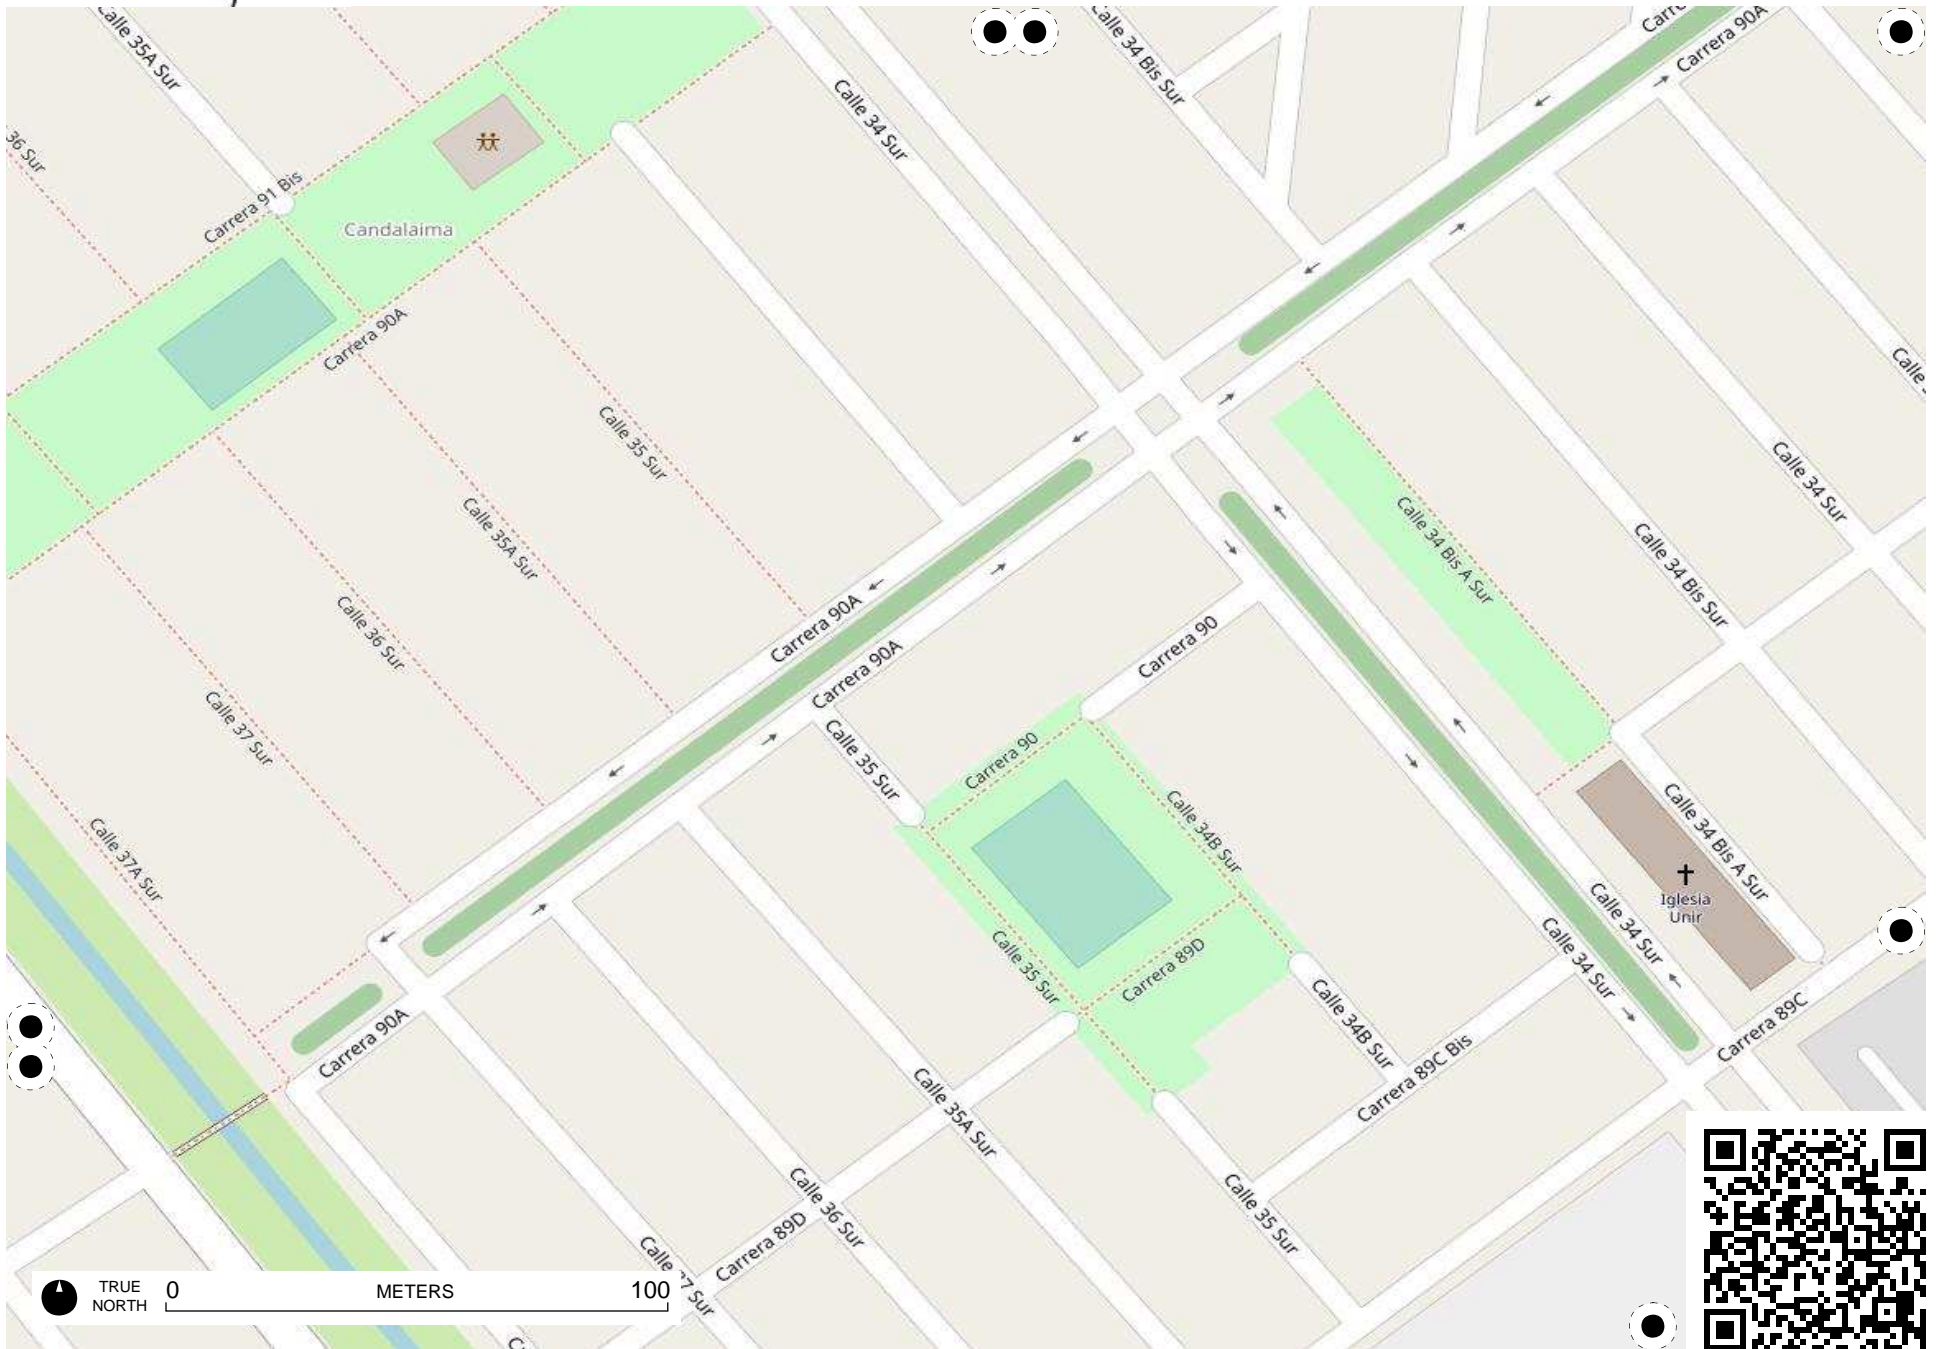 Calle 35A Sur
Calle 34 Bis Sur
Carrera 90A
Calle 34 Sur
36 Sur
Carrera 91 Bis
Candalaima
Carrera 90A
Calle 35 Sur
Calle 34 Sur
Calle 35A Sur
Calle 34 Bis A Sur
Calle 34 Bis Sur
Calle 36 Sur
Carrera 90A
Carrera 90
Calle 37 Sur
Carrera 90A
Calle 35 Sur
Carrera 90
Calle 34B Sur
Calle 34 Bis A Sur
Calle 37A Sur
Iglesia
Unir
Calle 34 Sur
Calle 34 Sur
Calle 35 Sur
Carrera 89D
Calle 34B Sur
Carrera 89C
Carrera 90A
Carrera 89C Bis
Calle 35A Sur
Calle 36 Sur
Calle 35 Sur
Carrera 89D
Calle 37 Sur
TRUE
NORTH
0 METERS 100